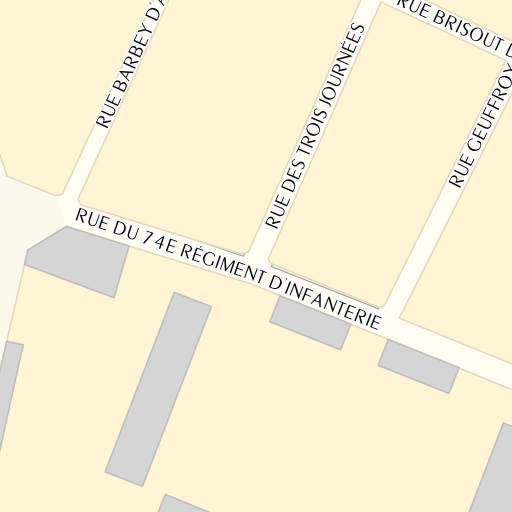 RUE BRISOUT
RUE BARBEY
RUE DES TROIS JOURNÉES
RUE GEUFFROY
RUE DU 74E RÉGIMENT D'INFANTERIE